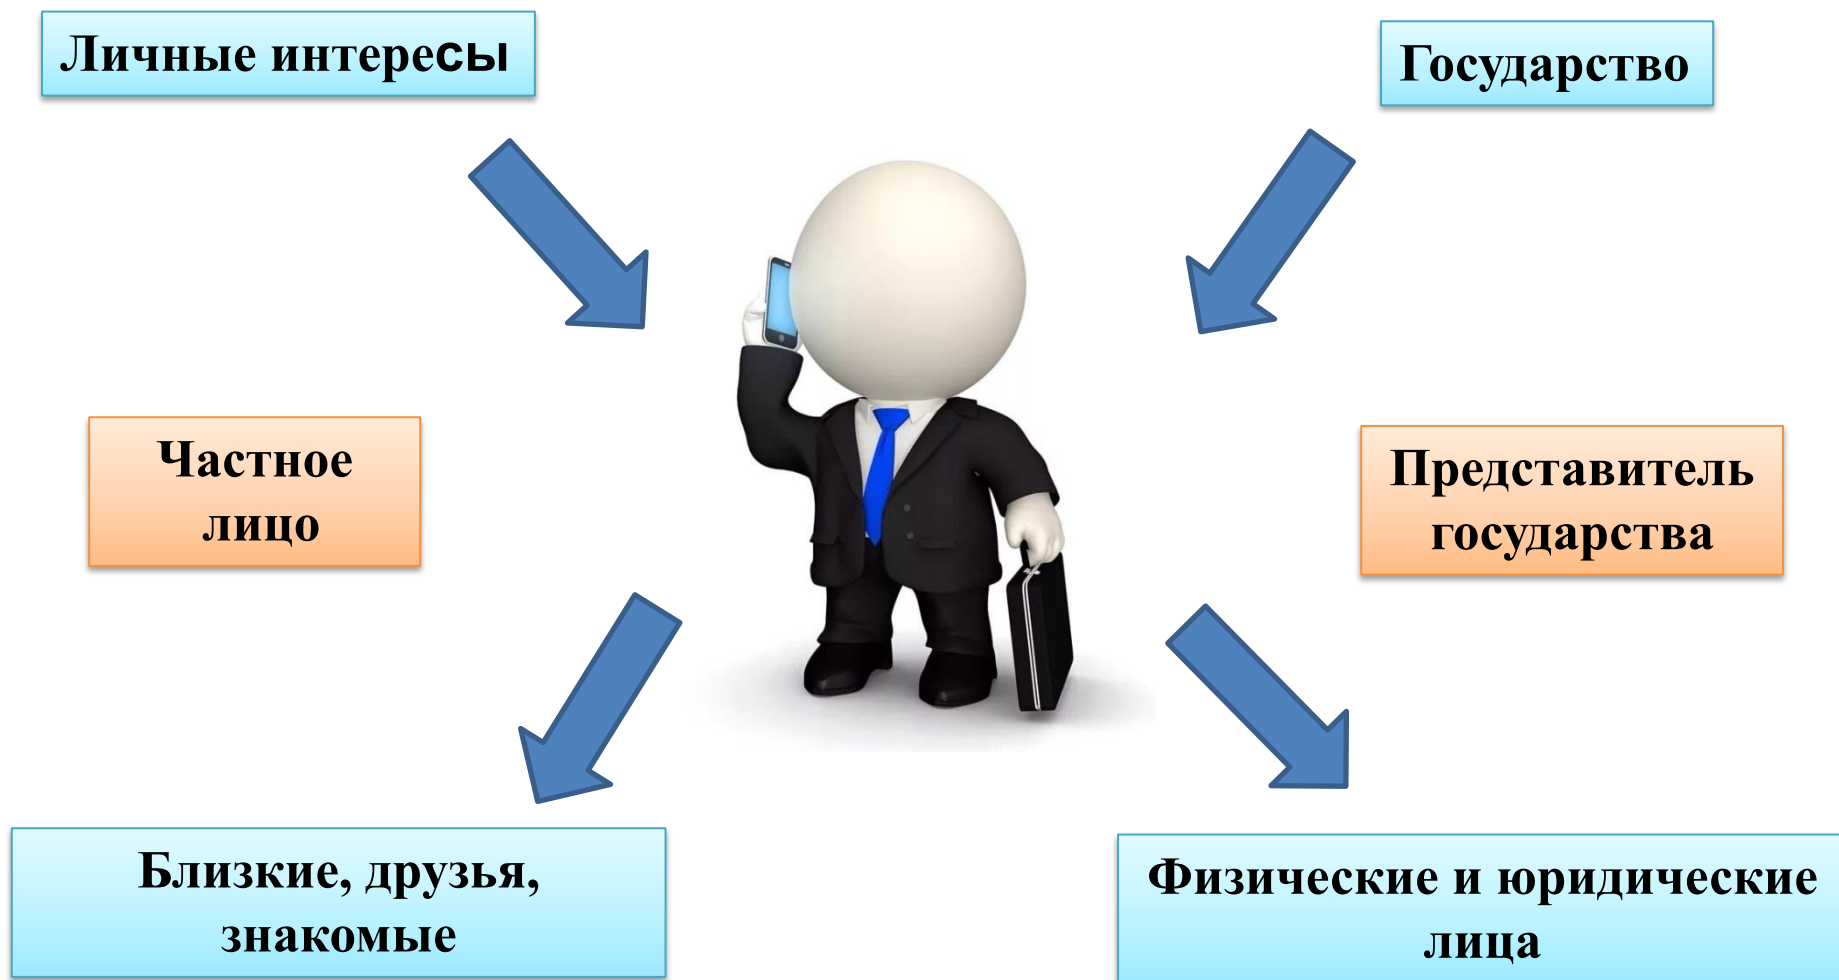 Личные интересы
Государство
Частное
лицо
Представитель
государства
Близкие, друзья,
знакомые
Физические и юридические
лица